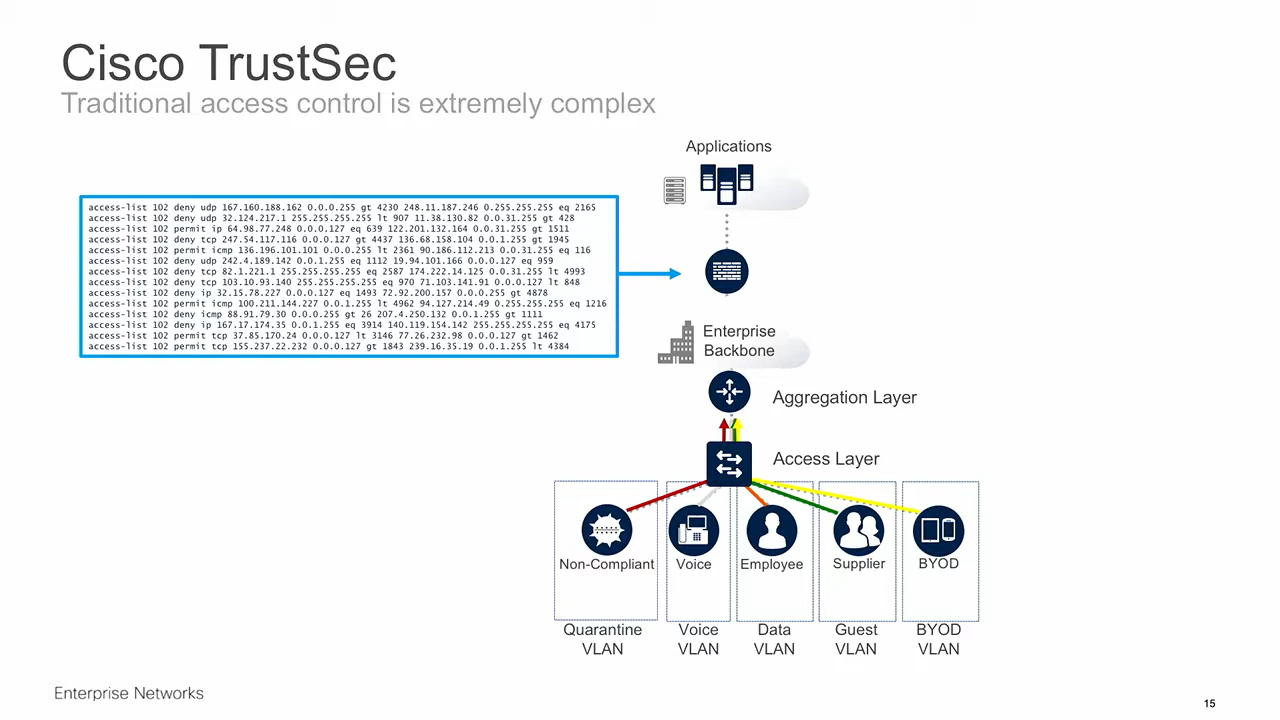 Cisco TrustSec
Traditional access control is extremely complex
Applications
access-list 102 deny udp 167.160.188.162 0.0.0.255 gt 4230 248.11.187.246 0.255.255.255 eq 2165
access-list 102 deny udp 32.124.217.1 255.255.255.255 lt 907 11.38.130.82 0.0.31.255 gt 428
access-list 102 permit ip 64.98.77.248 0.0.0.127 eq 639 122.201.132.164 0.0.31.255 gt 1511
access-list 102 deny tcp 247.54.117.116 0.0.0.127 gt 4437 136.68.158.104 0.0.1.255 gt 1945
access-list 102 permit icmp 136.196.101.101 0.0.0.255 lt 2361 90.186.112.213 0.0.31.255 eq 116
access-list 102 deny udp 242.4.189.142 0.0.1.255 eq 1112 19.94.101.166 0.0.0.127 eq 959
access-list 102 deny tcp 82.1.221.1 255.255.255.255 eq 2587 174.222.14.125 0.0.31.255 lt 4993
access-list 102 deny tcp 103.10.93.140 255.255.255.255 eq 970 71.103.141.91 0.0.0.127 lt 848
access-list 102 deny ip 32.15.78.227 0.0.0.127 eq 1493 72.92.200.157 0.0.0.255 gt 4878
access-list 102 permit icmp 100.211.144.227 0.0.1.255 lt 4962 94.127.214.49 0.255.255.255 eq 1216
access-list 102 deny icmp 88.91.79.30 0.0.0.255 gt 26 207.4.250.132 0.0.1.255 gt 1111
access-list 102 deny ip 167.17.174.35 0.0.1.255 eq 3914 140.119.154.142 255.255.255.255 eq 4175
access-list 102 permit tcp 37.85.170.24 0.0.0.127 lt 3146 77.26.232.98 0.0.0.127 gt 1462
access-list 102 permit tcp 155.237.22.232 0.0.0.127 gt 1843 239.16.35.19 0.0.1.255 lt 4384
Enterprise
Backbone
Aggregation Layer
Access Layer
Non-Compliant
Voice
Employee
Supplier
BYOD
Quarantine
VLAN
Voice
VLAN
Data
VLAN
Guest
VLAN
BYOD
VLAN
Enterprise Networks
15